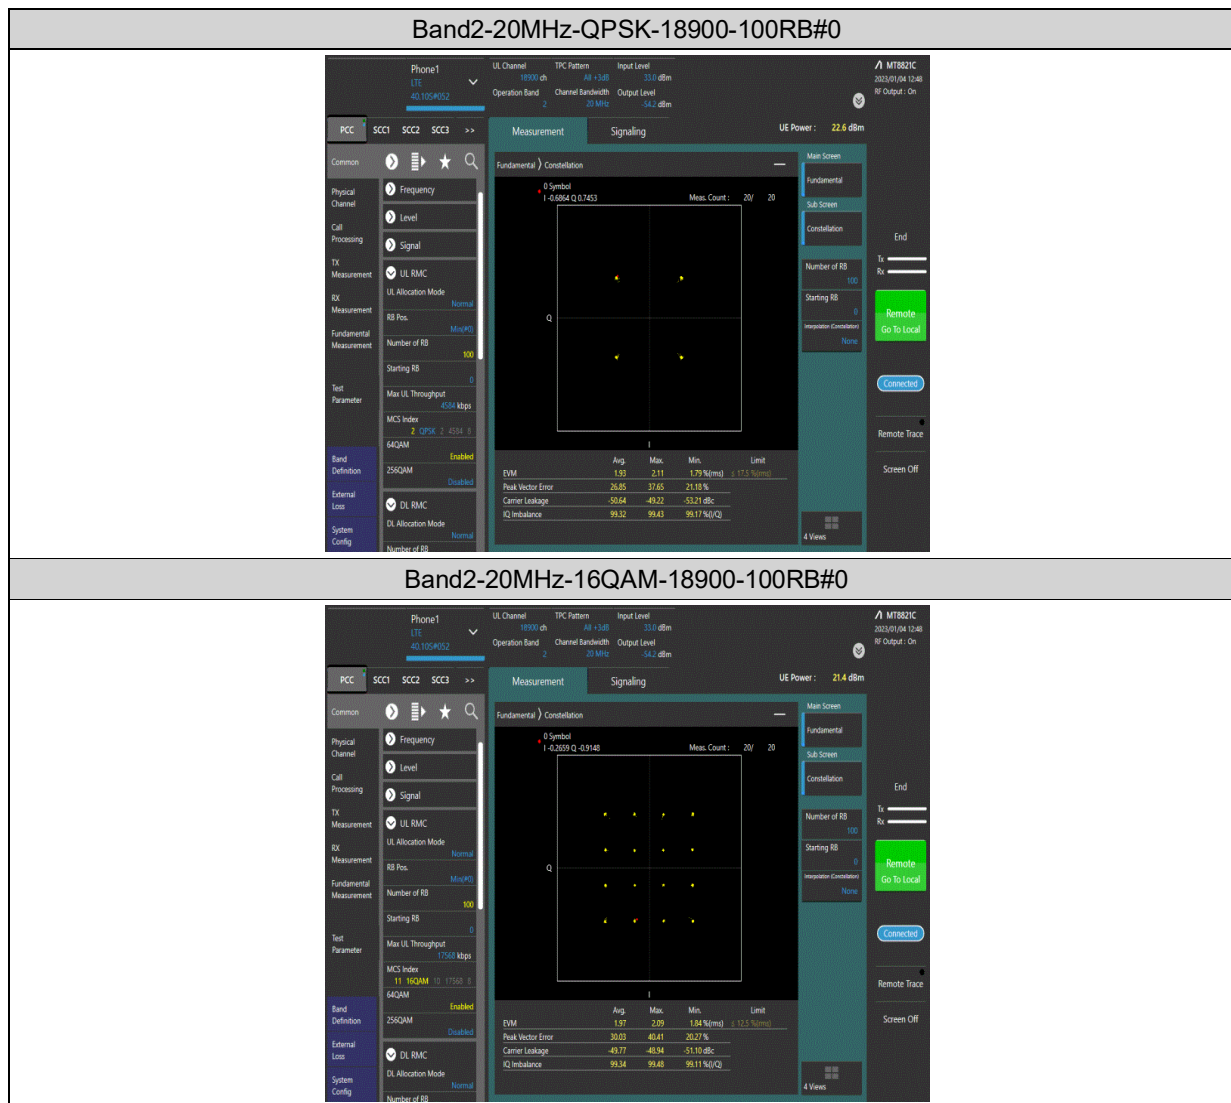 Band2-20MHz-QPSK-18900-100RB#0
Phone1
LTE
40.10S#052
UL Channel
18900 ch
TPC Pattern
All +3dB
Input Level
33.0 dBm
Operation Band
2
Channel Bandwidth
20 MHz
Output Level
-54.2 dBm
MT8821C
2023/01/04 12:48
RF Output : On
PCC SCC1 SCC2 SCC3 >>
Measurement Signaling
UE Power : 22.6 dBm
Common
Physical
Channel
Call
Processing
TX
Measurement
RX
Measurement
Fundamental
Measurement
Test
Parameter
Band
Definition
External
Loss
System
Config
Frequency
Level
Signal
UL RMC
UL Allocation Mode
Normal
RB Pos.
Min(#0)
Number of RB
100
Starting RB
0
Max UL Throughput
4584 kbps
MCS Index
2 QPSK 2 4584 8
64QAM
Enabled
256QAM
Disabled
DL RMC
DL Allocation Mode
Normal
Number of RB
Fundamental 〉 Constellation
0 Symbol
I -0.6864 Q 0.7453
Meas. Count : 20/ 20
Q
I
Avg. Max. Min. Limit
EVM 1.93 2.11 1.79 %(rms) ≤ 17.5 %(rms)
Peak Vector Error 26.85 37.65 21.18 %
Carrier Leakage -50.64 -49.22 -53.21 dBc
IQ Imbalance 99.32 99.43 99.17 %(I/Q)
Main Screen
Fundamental
Sub Screen
Constellation
Number of RB
100
Starting RB
0
Interpolation (Constellation)
None
4 Views
End
Tx
Rx
Remote
Go To Local
Connected
Remote Trace
Screen Off
Band2-20MHz-16QAM-18900-100RB#0
Phone1
LTE
40.10S#052
UL Channel
18900 ch
TPC Pattern
All +3dB
Input Level
33.0 dBm
Operation Band
2
Channel Bandwidth
20 MHz
Output Level
-54.2 dBm
MT8821C
2023/01/04 12:48
RF Output : On
PCC SCC1 SCC2 SCC3 >>
Measurement Signaling
UE Power : 21.4 dBm
Common
Physical
Channel
Call
Processing
TX
Measurement
RX
Measurement
Fundamental
Measurement
Test
Parameter
Band
Definition
External
Loss
System
Config
Frequency
Level
Signal
UL RMC
UL Allocation Mode
Normal
RB Pos.
Min(#0)
Number of RB
100
Starting RB
0
Max UL Throughput
17568 kbps
MCS Index
11 16QAM 10 17568 8
64QAM
Enabled
256QAM
Disabled
DL RMC
DL Allocation Mode
Normal
Number of RB
Fundamental 〉 Constellation
0 Symbol
I -0.2659 Q -0.9148
Meas. Count : 20/ 20
Q
I
Avg. Max. Min. Limit
EVM 1.97 2.09 1.84 %(rms) ≤ 12.5 %(rms)
Peak Vector Error 30.03 40.41 20.27 %
Carrier Leakage -49.77 -48.94 -51.10 dBc
IQ Imbalance 99.34 99.48 99.11 %(I/Q)
Main Screen
Fundamental
Sub Screen
Constellation
Number of RB
100
Starting RB
0
Interpolation (Constellation)
None
4 Views
End
Tx
Rx
Remote
Go To Local
Connected
Remote Trace
Screen Off